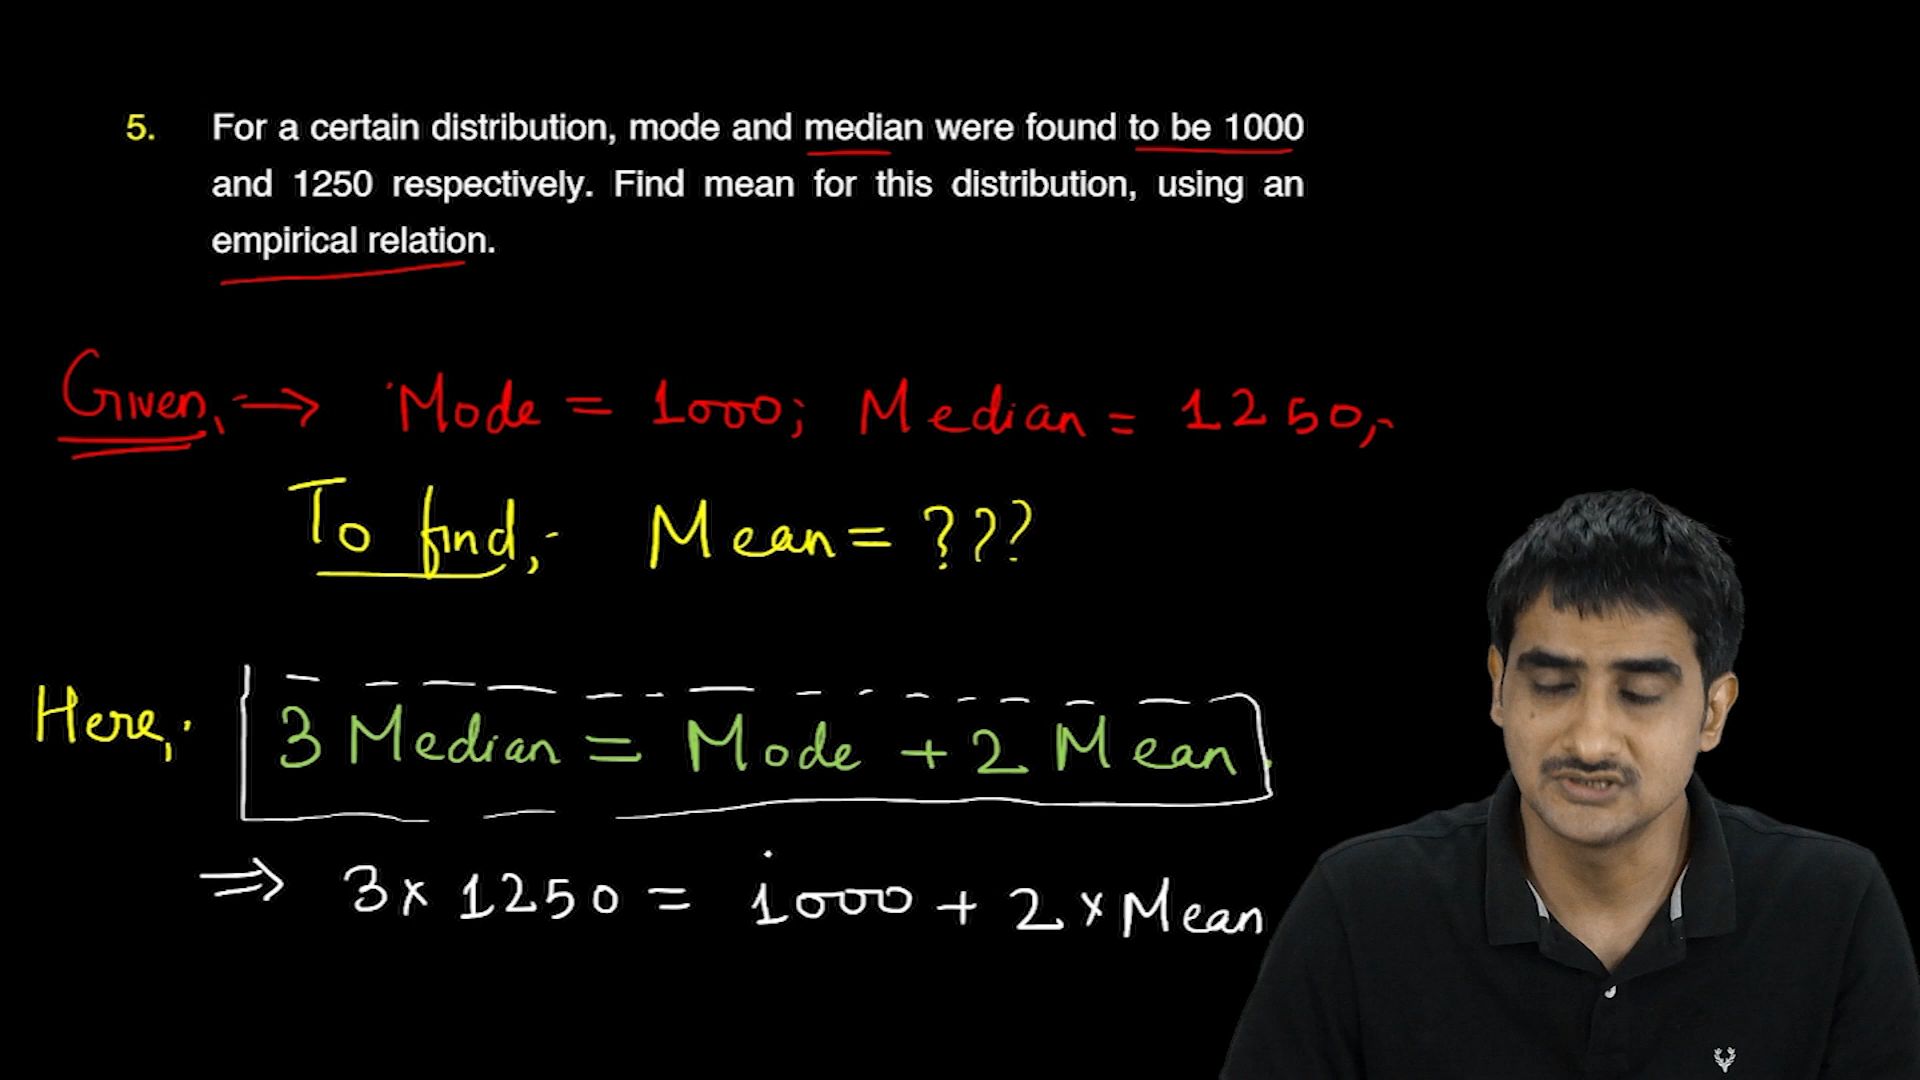 5. For a certain distribution, mode and median were found to be 1000
and 1250 respectively. Find mean for this distribution, using an
empirical relation.
Given,-→ Mode = 1000; Median = 1250,-
To find,- Mean = ???
Here,- 3 Median = Mode + 2 Mean.
⇒ 3 × 1250 = 1000 + 2 × Mean